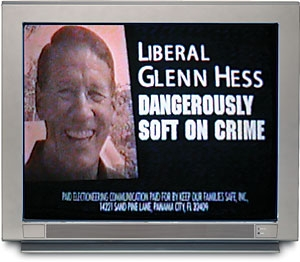 LIBERAL
GLENN HESS
DANGEROUSLY
SOFT ON CRIME
PAID ELECTIONEERING COMMUNICATION PAID FOR BY KEEP OUR FAMILIES SAFE, INC.,
14221 SAND PINE LANE, PANAMA CITY, FL 32409